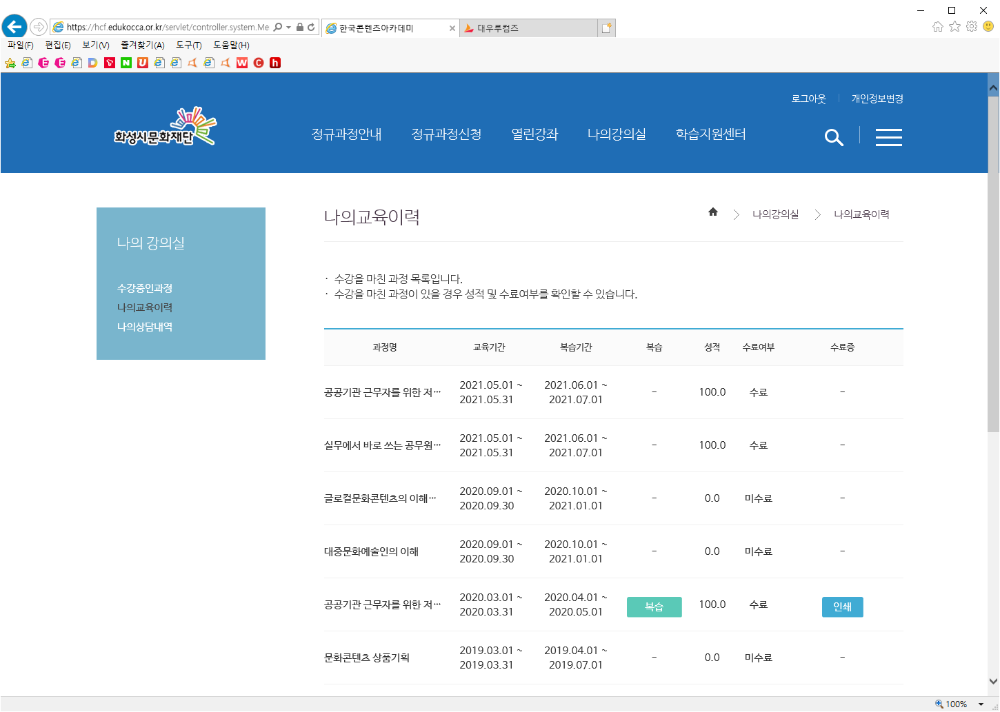 https://hcf.edukocca.or.kr/servlet/controller.system.Me
한국콘텐츠아카데미
대우루컴즈
파일(F) 편집(E) 보기(V) 즐겨찾기(A) 도구(T) 도움말(H)
로그아웃 개인정보변경
화성시문화재단
정규과정안내 정규과정신청 열린강좌 나의강의실 학습지원센터
나의 강의실
수강중인과정
나의교육이력
나의상담내역
나의교육이력
나의강의실 나의교육이력
· 수강을 마친 과정 목록입니다.
· 수강을 마친 과정이 있을 경우 성적 및 수료여부를 확인할 수 있습니다.
과정명 교육기간 복습기간 복습 성적 수료여부 수료증
공공기관 근무자를 위한 저… 2021.05.01 ~ 2021.05.31 2021.06.01 ~ 2021.07.01 - 100.0 수료 -
실무에서 바로 쓰는 공무원… 2021.05.01 ~ 2021.05.31 2021.06.01 ~ 2021.07.01 - 100.0 수료 -
글로컬문화콘텐츠의 이해… 2020.09.01 ~ 2020.09.30 2020.10.01 ~ 2021.01.01 - 0.0 미수료 -
대중문화예술인의 이해 2020.09.01 ~ 2020.09.30 2020.10.01 ~ 2021.01.01 - 0.0 미수료 -
공공기관 근무자를 위한 저… 2020.03.01 ~ 2020.03.31 2020.04.01 ~ 2020.05.01 복습 100.0 수료 인쇄
문화콘텐츠 상품기획 2019.03.01 ~ 2019.03.31 2019.04.01 ~ 2019.07.01 - 0.0 미수료 -
100%